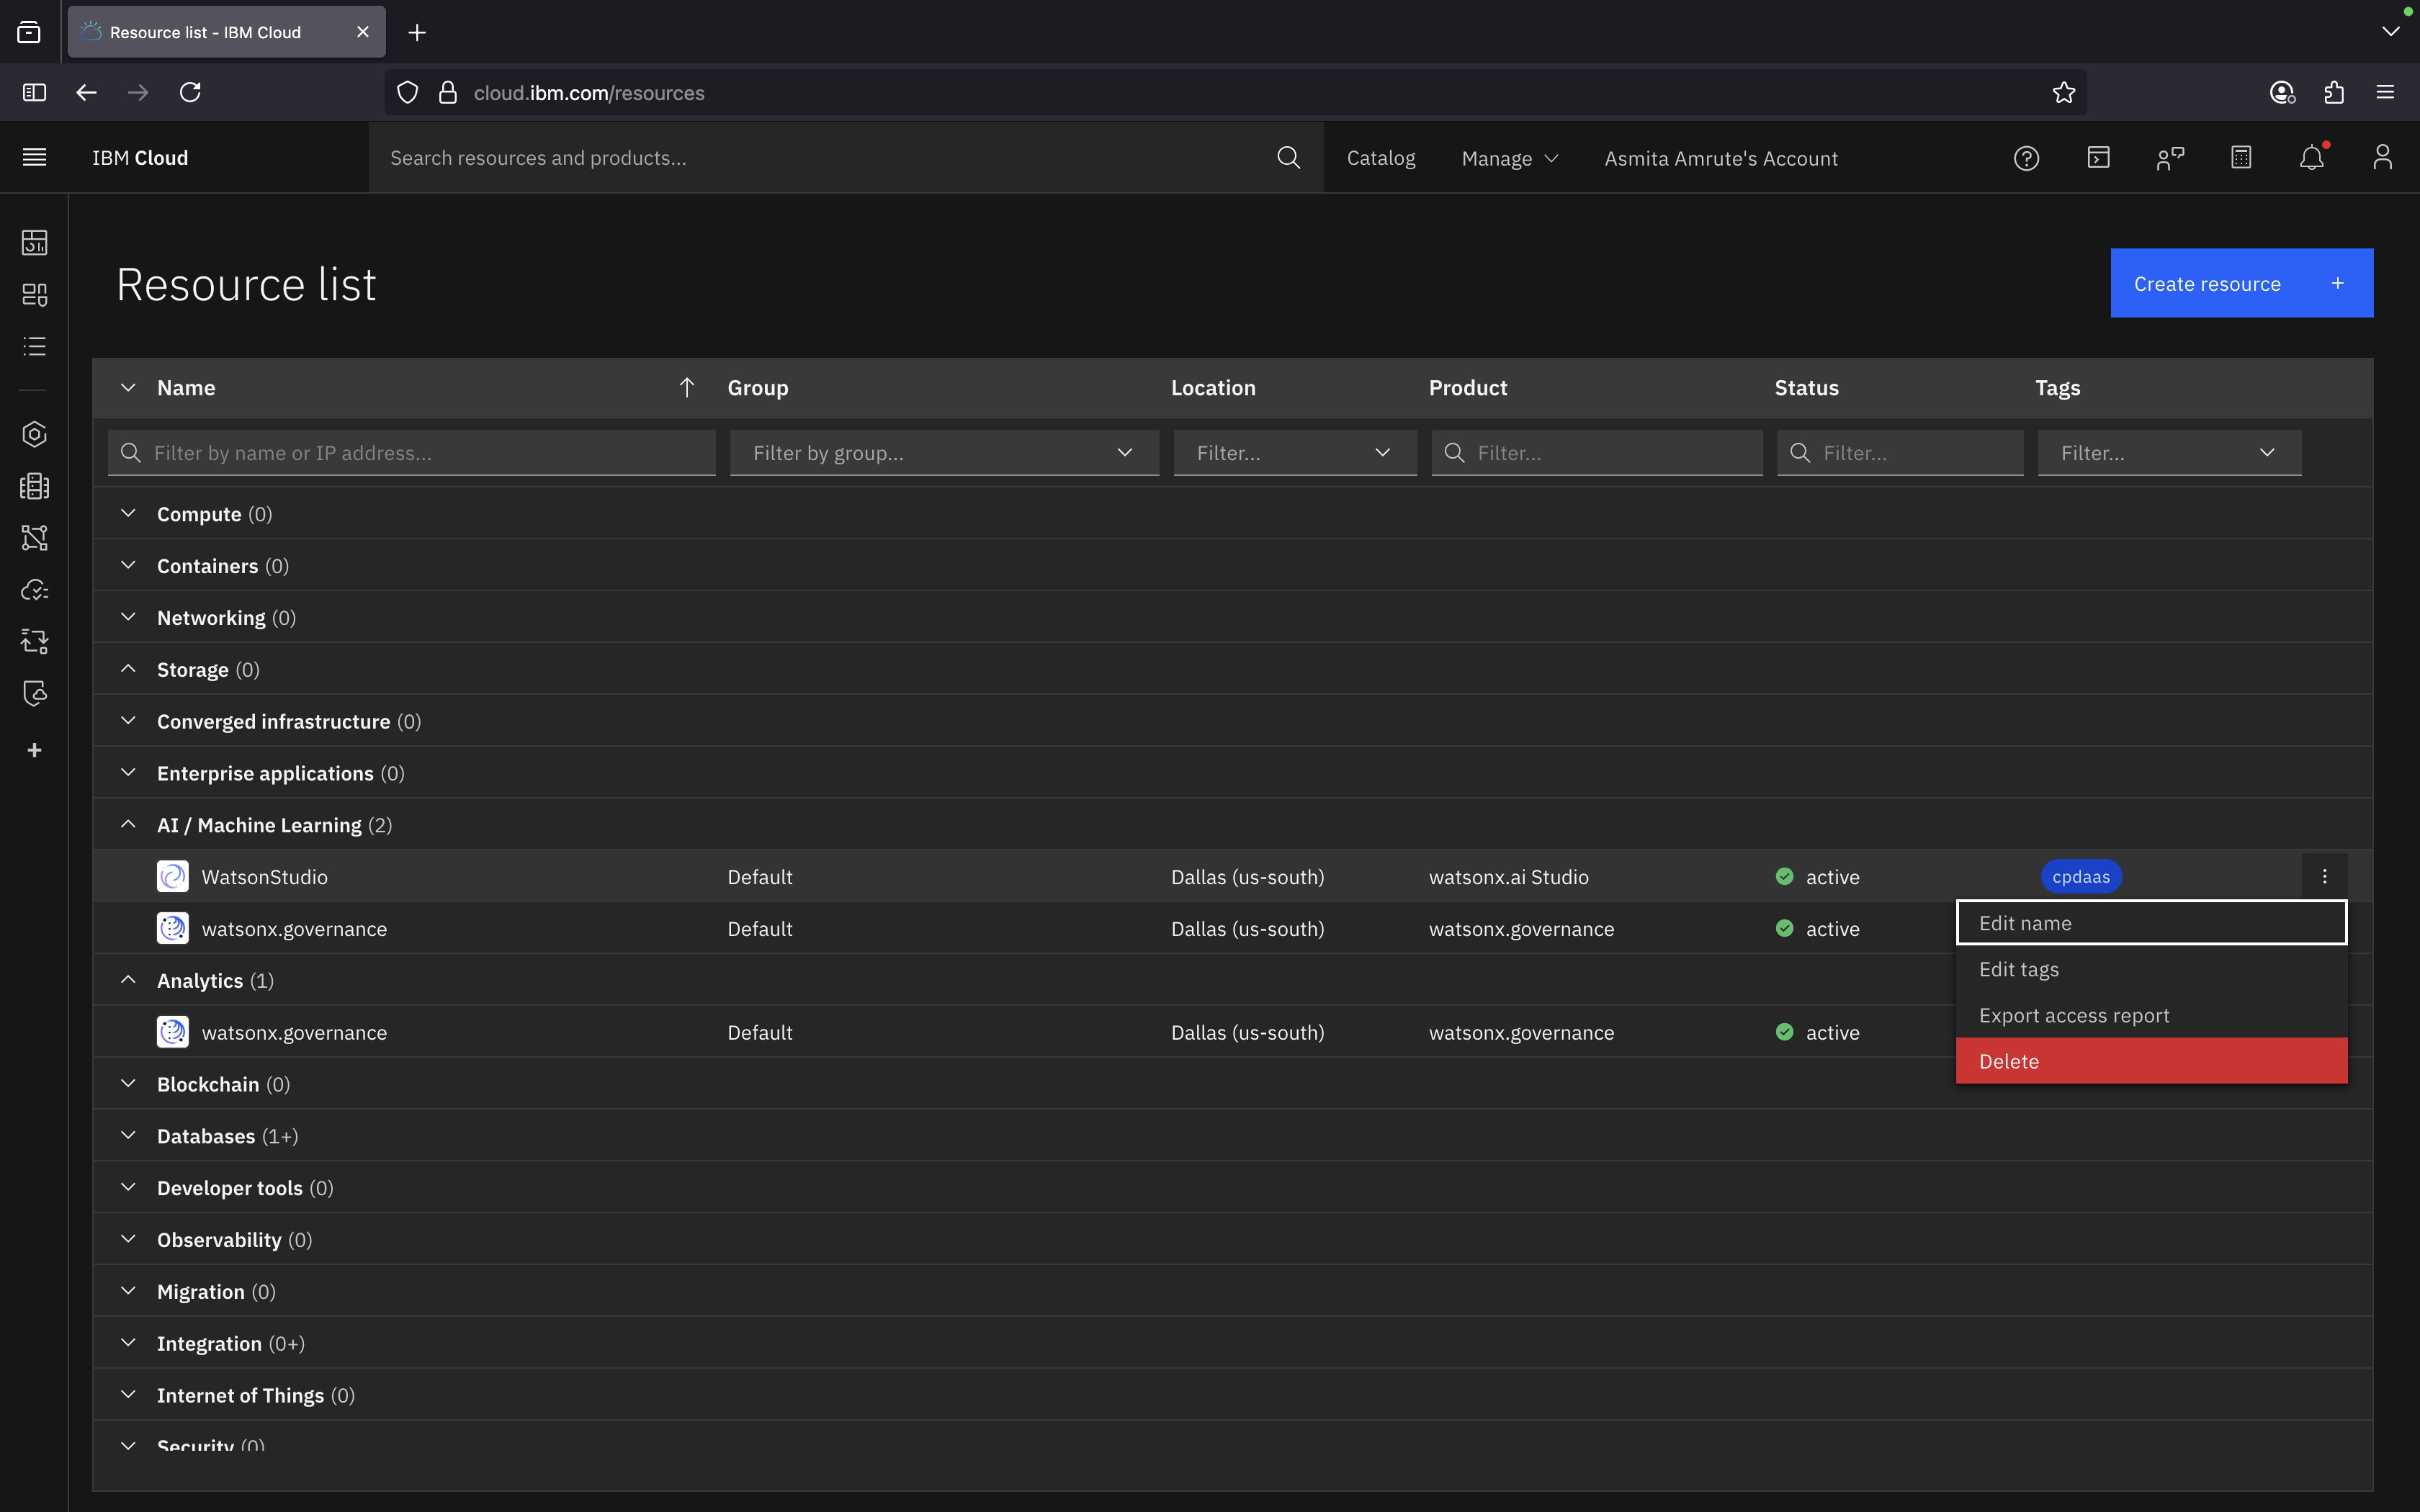 Resource list - IBM Cloud
cloud.ibm.com/resources
IBM Cloud
Search resources and products...
Catalog
Manage
Asmita Amrute's Account
Resource list
Create resource +
Name Group Location Product Status Tags
Filter by name or IP address... Filter by group... Filter... Filter... Filter... Filter...
Compute (0)
Containers (0)
Networking (0)
Storage (0)
Converged infrastructure (0)
Enterprise applications (0)
AI / Machine Learning (2)
WatsonStudio Default Dallas (us-south) watsonx.ai Studio active cpdaas
watsonx.governance Default Dallas (us-south) watsonx.governance active
Edit name
Edit tags
Export access report
Delete
Analytics (1)
watsonx.governance Default Dallas (us-south) watsonx.governance active
Blockchain (0)
Databases (1+)
Developer tools (0)
Observability (0)
Migration (0)
Integration (0+)
Internet of Things (0)
Security (0)